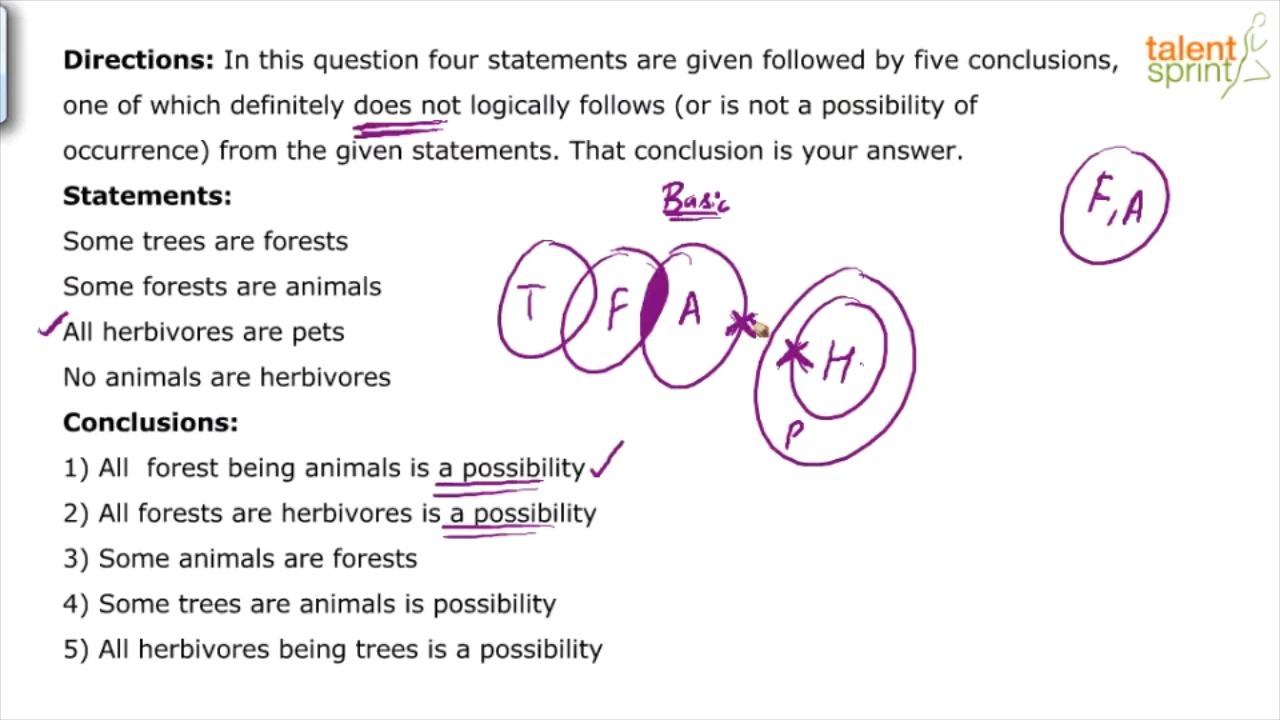 talent
sprint
Directions: In this question four statements are given followed by five conclusions,
one of which definitely does not logically follows (or is not a possibility of
occurrence) from the given statements. That conclusion is your answer.
Statements:
Basic
F, A
Some trees are forests
Some forests are animals
T F A
All herbivores are pets
H
No animals are herbivores
P
Conclusions:
1) All forest being animals is a possibility
2) All forests are herbivores is a possibility
3) Some animals are forests
4) Some trees are animals is possibility
5) All herbivores being trees is a possibility